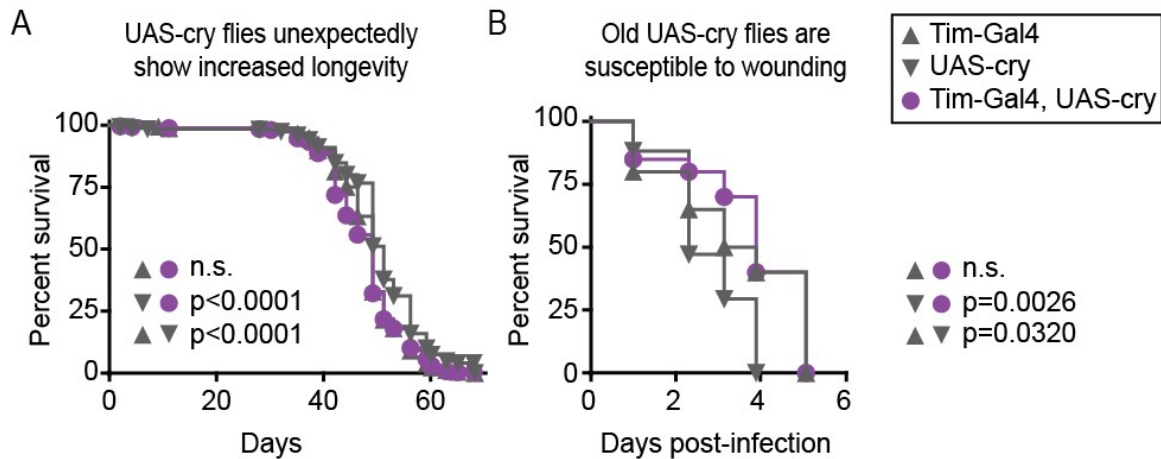 A
UAS-cry flies unexpectedly
show increased longevity
Percent survival
100
75
50
25
0
n.s.
p<0.0001
p<0.0001
0
20
40
60
Days
B
Old UAS-cry flies are
susceptible to wounding
Percent survival
100
75
50
25
0
0
2
4
6
Days post-infection
Tim-Gal4
UAS-cry
Tim-Gal4, UAS-cry
n.s.
p=0.0026
p=0.0320